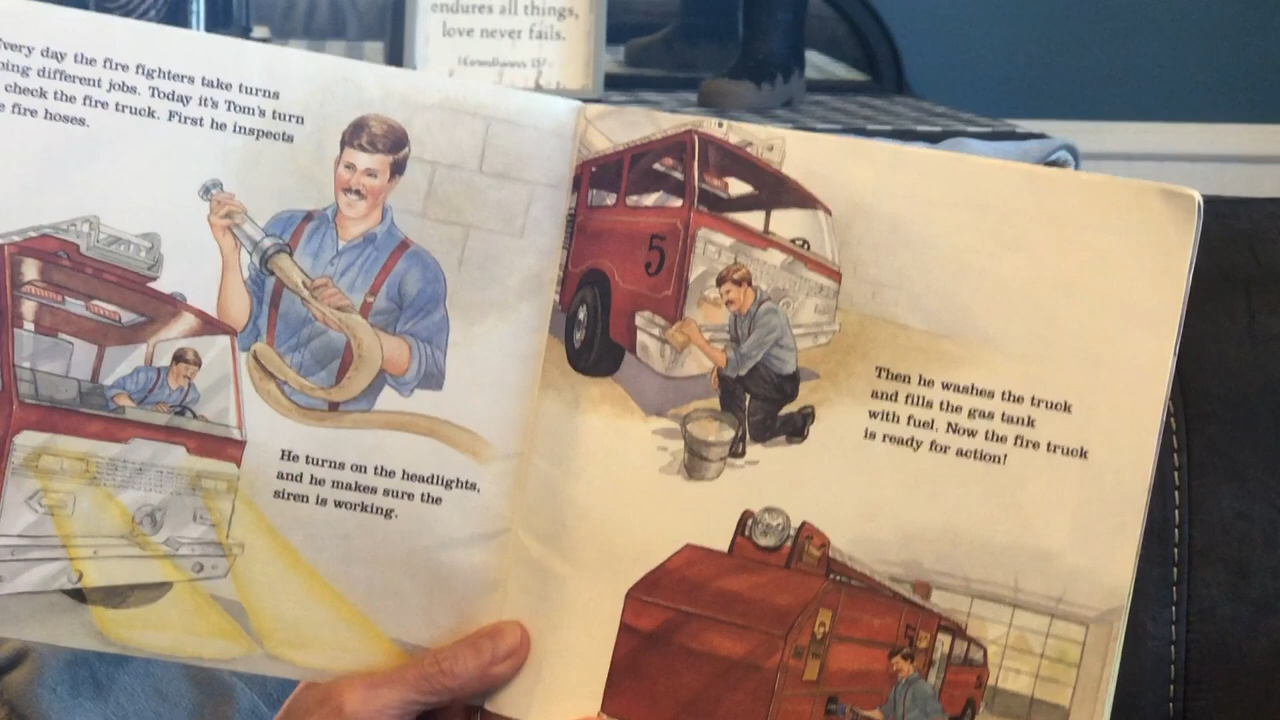 endures all things,
love never fails.
Every day the fire fighters take turns
different jobs. Today it's Tom's turn
check the fire truck. First he inspects
fire hoses.
He turns on the headlights,
and he makes sure the
siren is working.
5
Then he washes the truck
and fills the gas tank
with fuel. Now the fire truck
is ready for action!